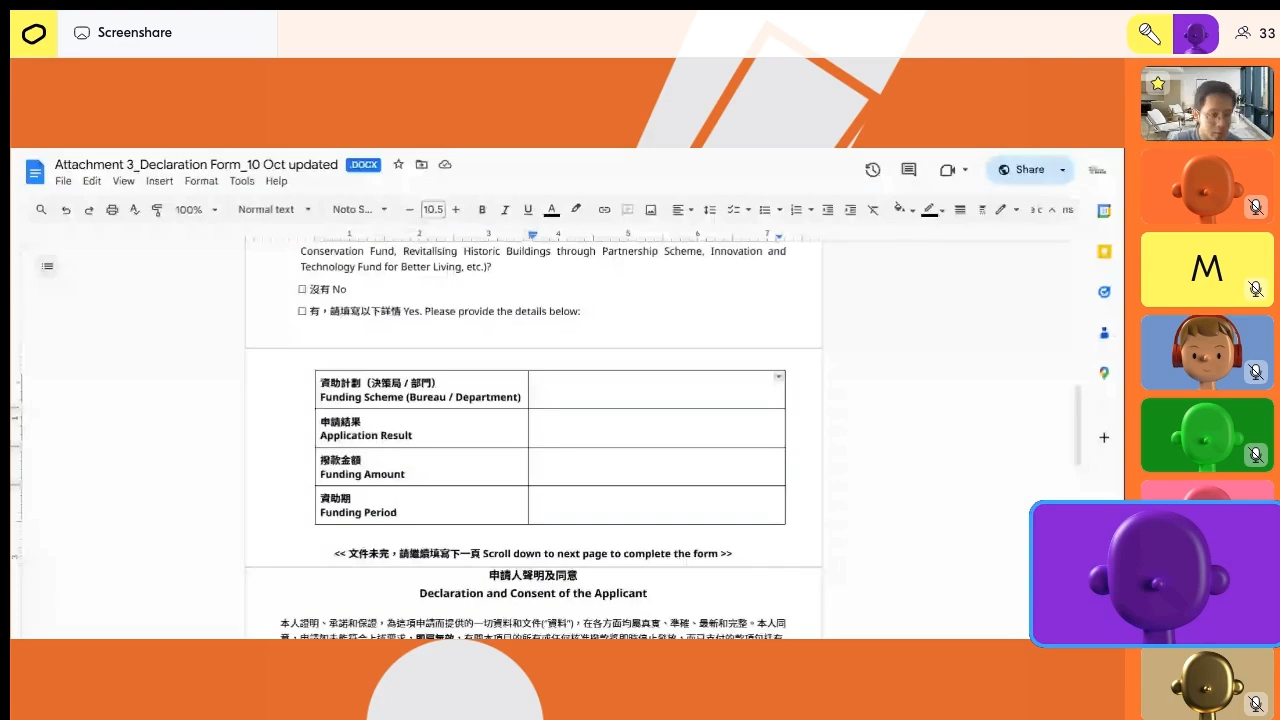 Screenshare
33
Attachment 3_Declaration Form_10 Oct updated .DOCX
File Edit View Insert Format Tools Help
Share
100% Normal text Noto S... 10.5 B I U A
1 2 3 4 5 6 7
Conservation Fund, Revitalising Historic Buildings through Partnership Scheme, Innovation and
Technology Fund for Better Living, etc.)?
☐ 沒有 No
☐ 有，請填寫以下詳情 Yes. Please provide the details below:
資助計劃（決策局 / 部門）
Funding Scheme (Bureau / Department)
申請結果
Application Result
撥款金額
Funding Amount
資助期
Funding Period
<< 文件未完，請繼續填寫下一頁 Scroll down to next page to complete the form >>
申請人聲明及同意
Declaration and Consent of the Applicant
本人證明、承諾和保證，為這項申請而提供的一切資料和文件("資料")，在各方面均屬真實、準確、最新和完整。本人同
M